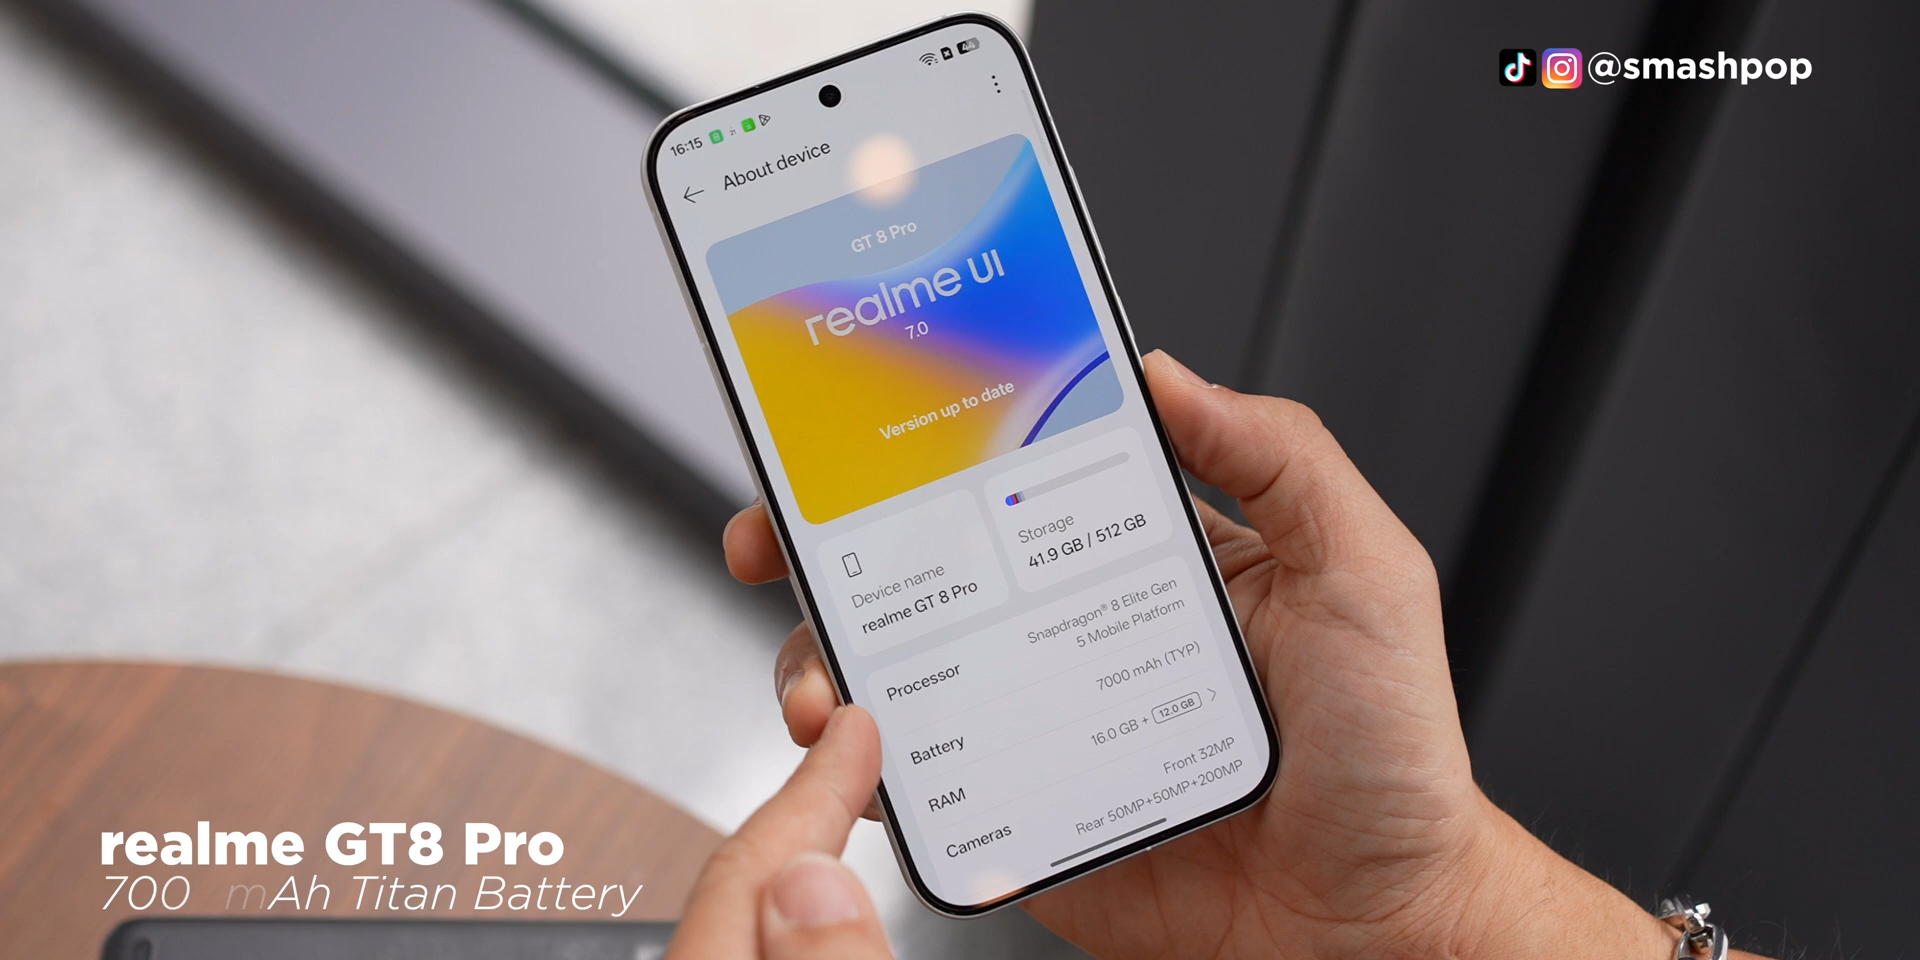 @smashpop
16:15
44
About device
GT 8 Pro
realme UI
7.0
Version up to date
Storage
41.9 GB / 512 GB
Device name
realme GT 8 Pro
Processor
Snapdragon® 8 Elite Gen
5 Mobile Platform
Battery
7000 mAh (TYP)
RAM
16.0 GB + 12.0 GB
Cameras
Front 32MP
Rear 50MP+50MP+200MP
realme GT8 Pro
700 mAh Titan Battery